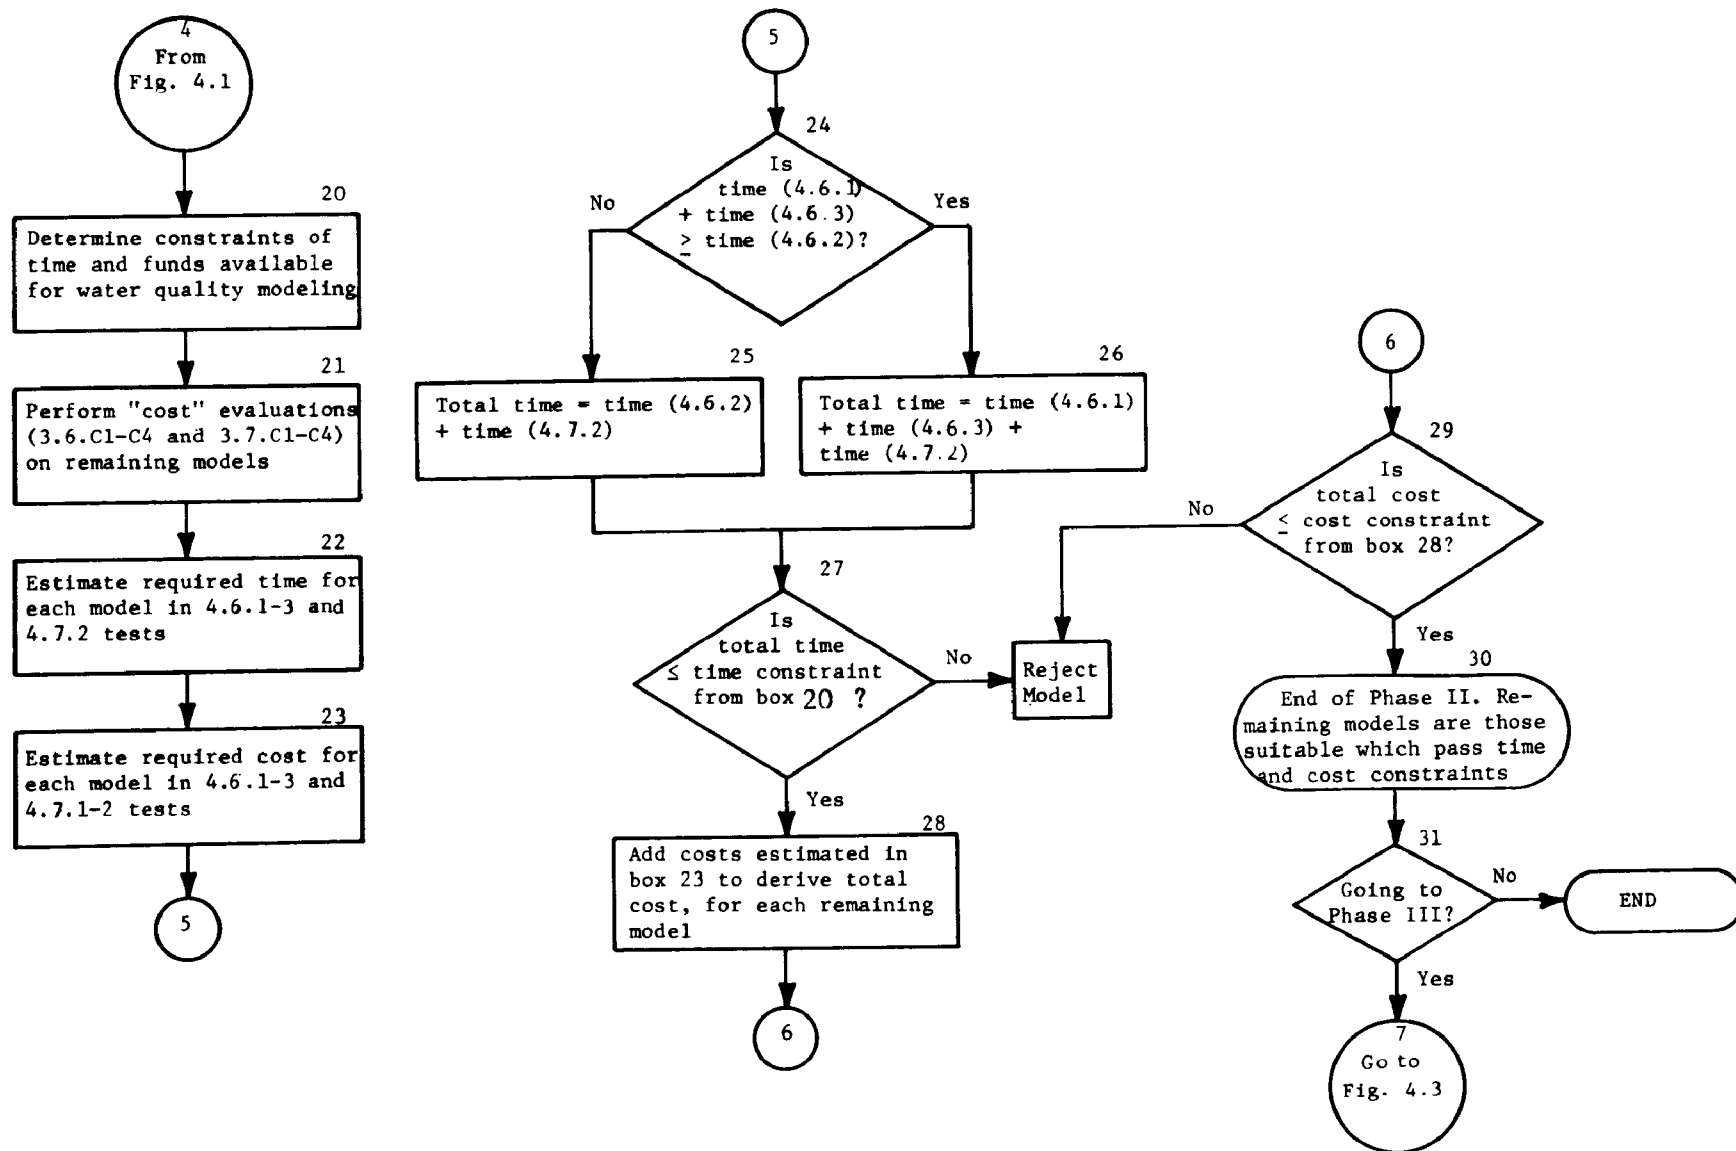 4
From
Fig. 4.1
20
Determine constraints of
time and funds available
for water quality modeling
21
Perform "cost" evaluations
(3.6.C1-C4 and 3.7.C1-C4)
on remaining models
22
Estimate required time for
each model in 4.6.1-3 and
4.7.2 tests
23
Estimate required cost for
each model in 4.6.1-3 and
4.7.1-2 tests
5
5
24
Is
time (4.6.1)
+ time (4.6.3)
≥ time (4.6.2)?
No
Yes
25
Total time = time (4.6.2)
+ time (4.7.2)
26
Total time = time (4.6.1)
+ time (4.6.3) +
time (4.7.2)
27
Is
total time
≤ time constraint
from box 20 ?
No
Reject
Model
Yes
28
Add costs estimated in
box 23 to derive total
cost, for each remaining
model
6
6
29
Is
total cost
≤ cost constraint
from box 28?
No
Yes
30
End of Phase II. Re-
maining models are those
suitable which pass time
and cost constraints
31
Going to
Phase III?
No
END
Yes
7
Go to
Fig. 4.3